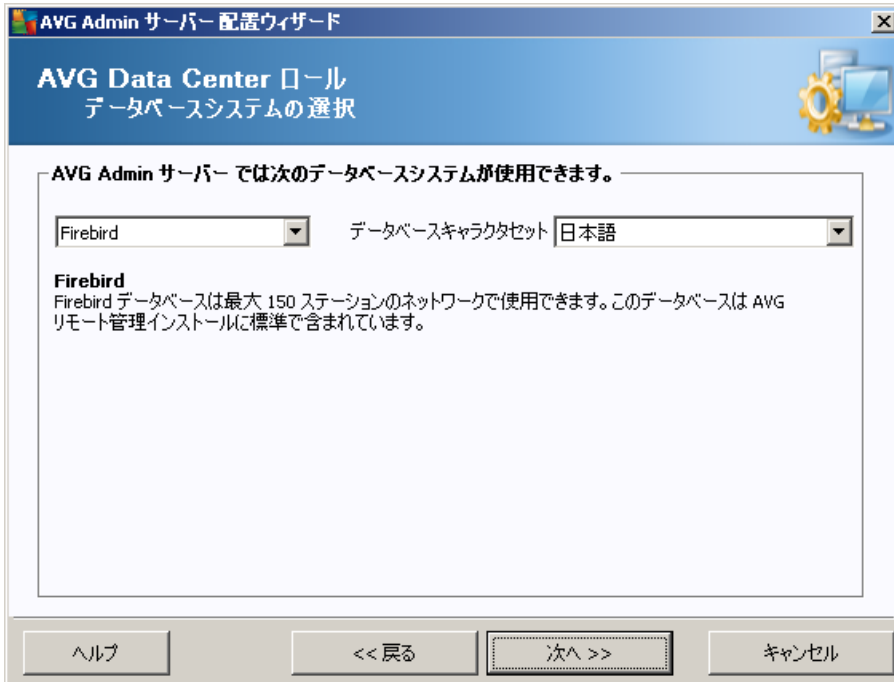 AVG Admin サーバー 配置ウィザード
AVG Data Center ロール
データベースシステムの選択
AVG Admin サーバー では次のデータベースシステムが使用できます。
Firebird データベースキャラクタセット 日本語
Firebird
Firebird データベースは最大 150 ステーションのネットワークで使用できます。このデータベースは AVG
リモート管理インストールに標準で含まれています。
ヘルプ << 戻る 次へ >> キャンセル